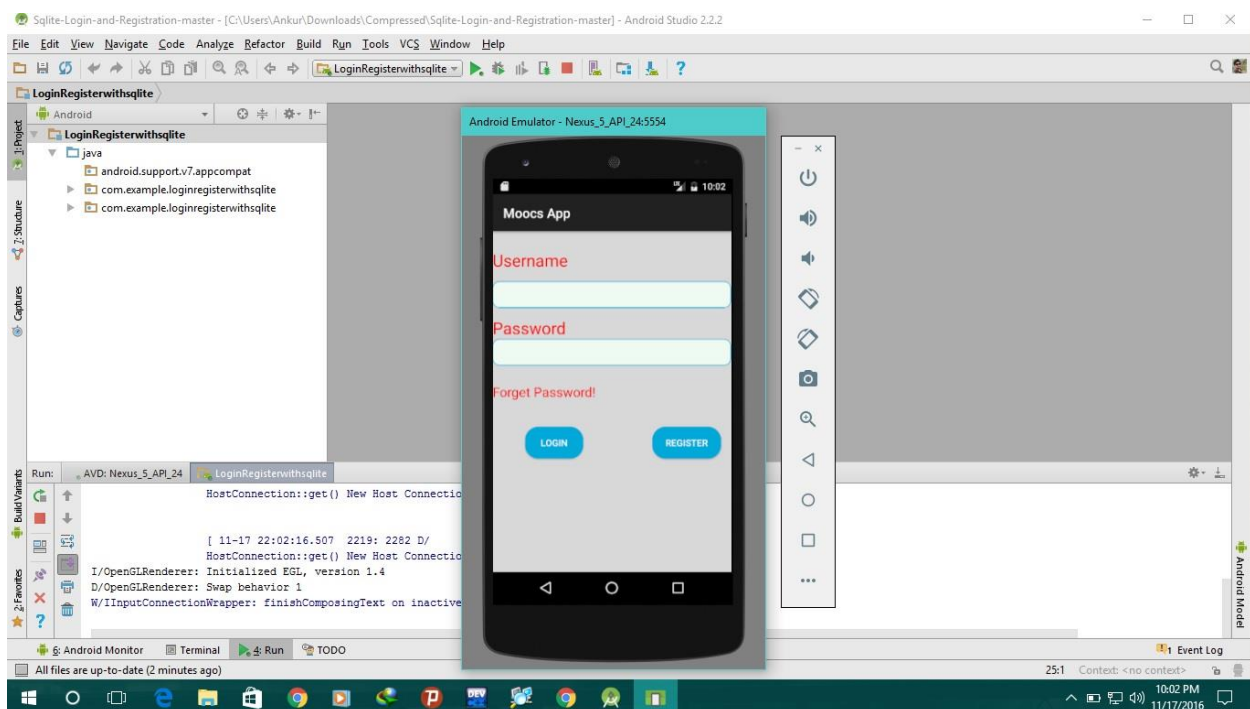 Sqlite-Login-and-Registration-master - [C:\Users\Ankur\Downloads\Compressed\Sqlite-Login-and-Registration-master] - Android Studio 2.2.2
File Edit View Navigate Code Analyze Refactor Build Run Tools VCS Window Help
LoginRegisterwithsqlite
LoginRegisterwithsqlite
1: Project
7: Structure
Captures
Build Variants
2: Favorites
Android
LoginRegisterwithsqlite
java
android.support.v7.appcompat
com.example.loginregisterwithsqlite
com.example.loginregisterwithsqlite
Android Emulator - Nexus_5_API_24:5554
10:02
Moocs App
Username
Password
Forget Password!
LOGIN REGISTER
Run: AVD: Nexus_5_API_24 LoginRegisterwithsqlite
HostConnection::get() New Host Connectio
[ 11-17 22:02:16.507 2219: 2282 D/
HostConnection::get() New Host Connectio
I/OpenGLRenderer: Initialized EGL, version 1.4
D/OpenGLRenderer: Swap behavior 1
W/IInputConnectionWrapper: finishComposingText on inactive
Android Model
6: Android Monitor Terminal 4: Run TODO 1 Event Log
All files are up-to-date (2 minutes ago) 25:1 Context: <no context>
DEV
10:02 PM
11/17/2016